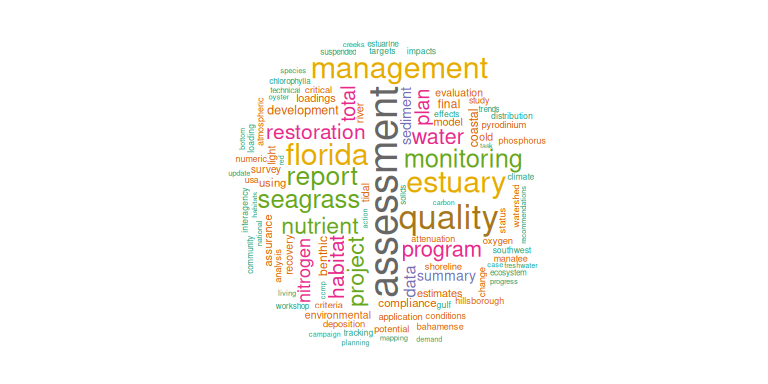 creeks estuarine
suspended targets impacts
species management
chlorophylla
technical critical total plan evaluation
oyster loadings final study
development river sediment effects trends distribution
atmospheric restoration water model coastal pyrodinium
bottom loading light florida old phosphorus
numeric red monitoring task
update survey report climate
usa using tidal assessment estuary
interagency habitats seagrass solids carbon watershed recommendations
national nutrient action quality status
community assurance attenuation oxygen
analysis recovery nitrogen benthic habitat project program southwest
manatee
data shoreline case freshwater
summary change ecosystem
living ccmp estimates progress
workshop criteria compliance gulf hillsborough
environmental application conditions
deposition potential bahamense
campaign tracking mapping demand
planning